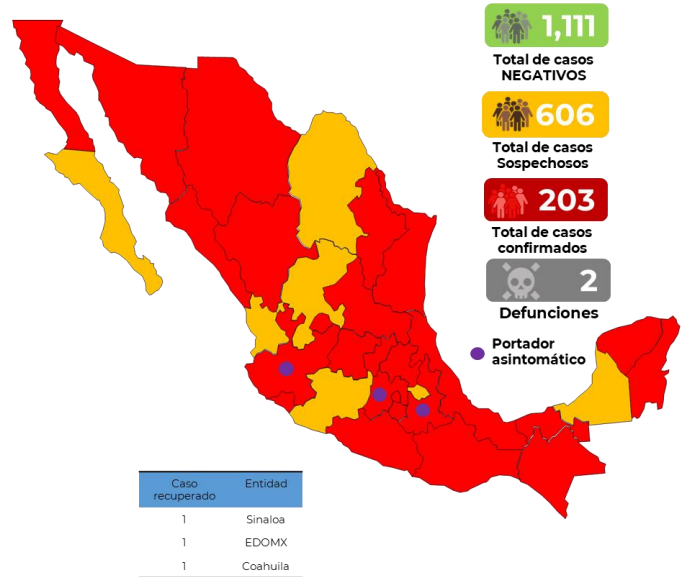 1,111
Total de casos
NEGATIVOS
606
Total de casos
Sospechosos
203
Total de casos
confirmados
2
Defunciones
Portador
asintomático
Caso recuperado Entidad
1 Sinaloa
1 EDOMX
1 Coahuila